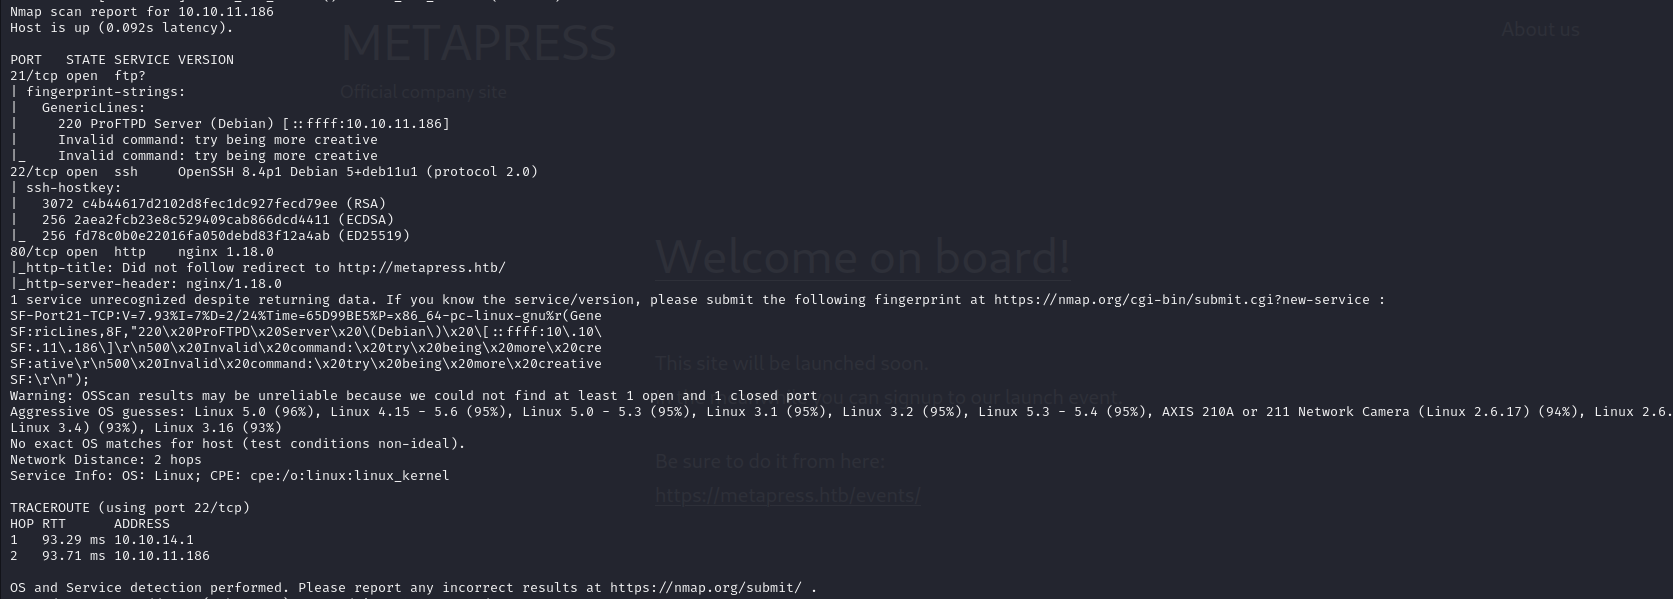 Nmap scan report for 10.10.11.186
Host is up (0.092s latency).
METAPRESS
About us
PORT   STATE SERVICE VERSION
21/tcp open  ftp?
| fingerprint-strings:
Official company site
|   GenericLines:
|     220 ProFTPD Server (Debian) [::ffff:10.10.11.186]
|     Invalid command: try being more creative
|_    Invalid command: try being more creative
22/tcp open  ssh     OpenSSH 8.4p1 Debian 5+deb11u1 (protocol 2.0)
| ssh-hostkey:
|   3072 c4b44617d2102d8fec1dc927fecd79ee (RSA)
|   256 2aea2fcb23e8c529409cab866dcd4411 (ECDSA)
|_  256 fd78c0b0e22016fa050debd83f12a4ab (ED25519)
80/tcp open  http    nginx 1.18.0
Welcome on board!
|_http-title: Did not follow redirect to http://metapress.htb/
|_http-server-header: nginx/1.18.0
1 service unrecognized despite returning data. If you know the service/version, please submit the following fingerprint at https://nmap.org/cgi-bin/submit.cgi?new-service :
SF-Port21-TCP:V=7.93%I=7%D=2/24%Time=65D99BE5%P=x86_64-pc-linux-gnu%r(Gene
SF:ricLines,8F,"220\x20ProFTPD\x20Server\x20\(Debian\)\x20\[::ffff:10\.10\
SF:.11\.186\]\r\n500\x20Invalid\x20command:\x20try\x20being\x20more\x20cre
SF:ative\r\n500\x20Invalid\x20command:\x20try\x20being\x20more\x20creative
This site will be launched soon.
SF:\r\n");
Warning: OSScan results may be unreliable because we could not find at least 1 open and 1 closed port
you can signup to our launch event.
Aggressive OS guesses: Linux 5.0 (96%), Linux 4.15 - 5.6 (95%), Linux 5.0 - 5.3 (95%), Linux 3.1 (95%), Linux 3.2 (95%), Linux 5.3 - 5.4 (95%), AXIS 210A or 211 Network Camera (Linux 2.6.17) (94%), Linux 2.6.
Linux 3.4) (93%), Linux 3.16 (93%)
No exact OS matches for host (test conditions non-ideal).
Network Distance: 2 hops
Be sure to do it from here:
Service Info: OS: Linux; CPE: cpe:/o:linux:linux_kernel
https://metapress.htb/events/
TRACEROUTE (using port 22/tcp)
HOP RTT      ADDRESS
1   93.29 ms 10.10.14.1
2   93.71 ms 10.10.11.186
OS and Service detection performed. Please report any incorrect results at https://nmap.org/submit/ .